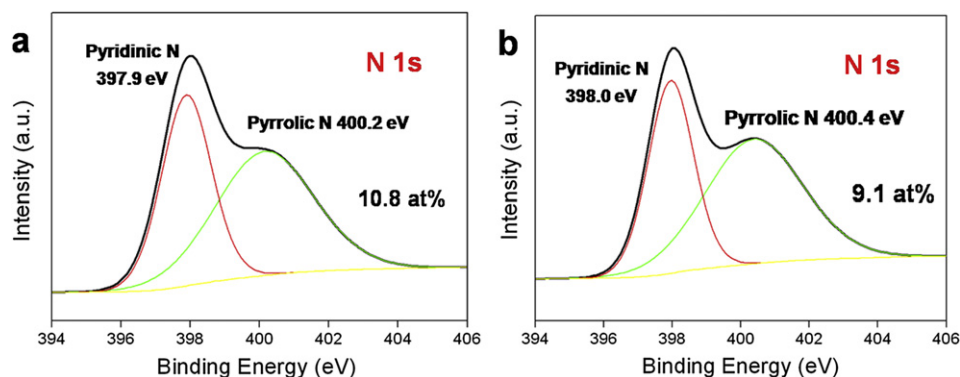 a
Pyridinic N
397.9 eV
N 1s
Pyrrolic N 400.2 eV
10.8 at%
Intensity (a.u.)
394 396 398 400 402 404 406
Binding Energy (eV)
b
Pyridinic N
398.0 eV
N 1s
Pyrrolic N 400.4 eV
9.1 at%
Intensity (a.u.)
394 396 398 400 402 404 406
Binding Energy (eV)